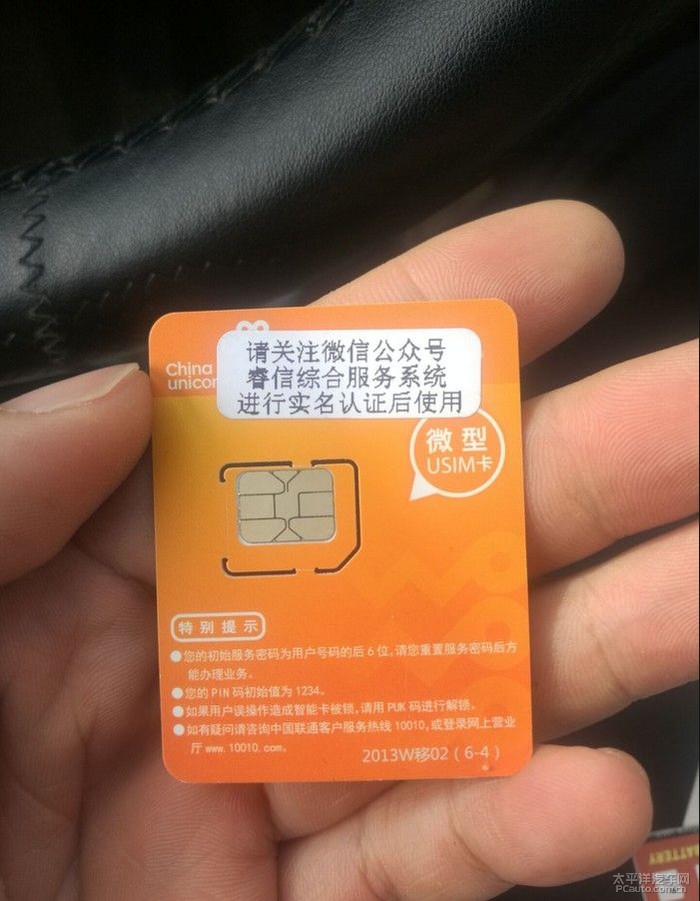 China
unicom
请关注微信公众号
睿信综合服务系统
进行实名认证后使用
微型
USIM卡
特别提示
●您的初始服务密码为用户号码的后6位,请您重置服务密码后方
能办理业务。
●您的PIN码初始值为1234。
●如果用户误操作造成智能卡被锁,请用PUK码进行解锁。
●如有疑问请咨询中国联通客户服务热线10010,或登录网上营业
厅www.10010.com。
2013W移02(6-4)
BATTERY
太平洋汽车网
PCauto.com.cn